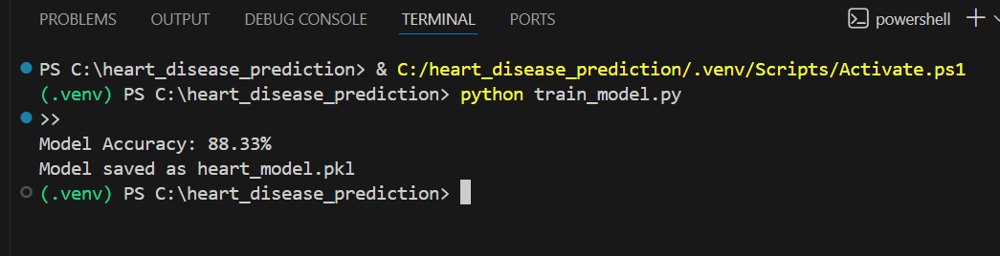 PROBLEMS OUTPUT DEBUG CONSOLE TERMINAL PORTS powershell
PS C:\heart_disease_prediction> & C:/heart_disease_prediction/.venv/Scripts/Activate.ps1
(.venv) PS C:\heart_disease_prediction> python train_model.py
>>
Model Accuracy: 88.33%
Model saved as heart_model.pkl
(.venv) PS C:\heart_disease_prediction>